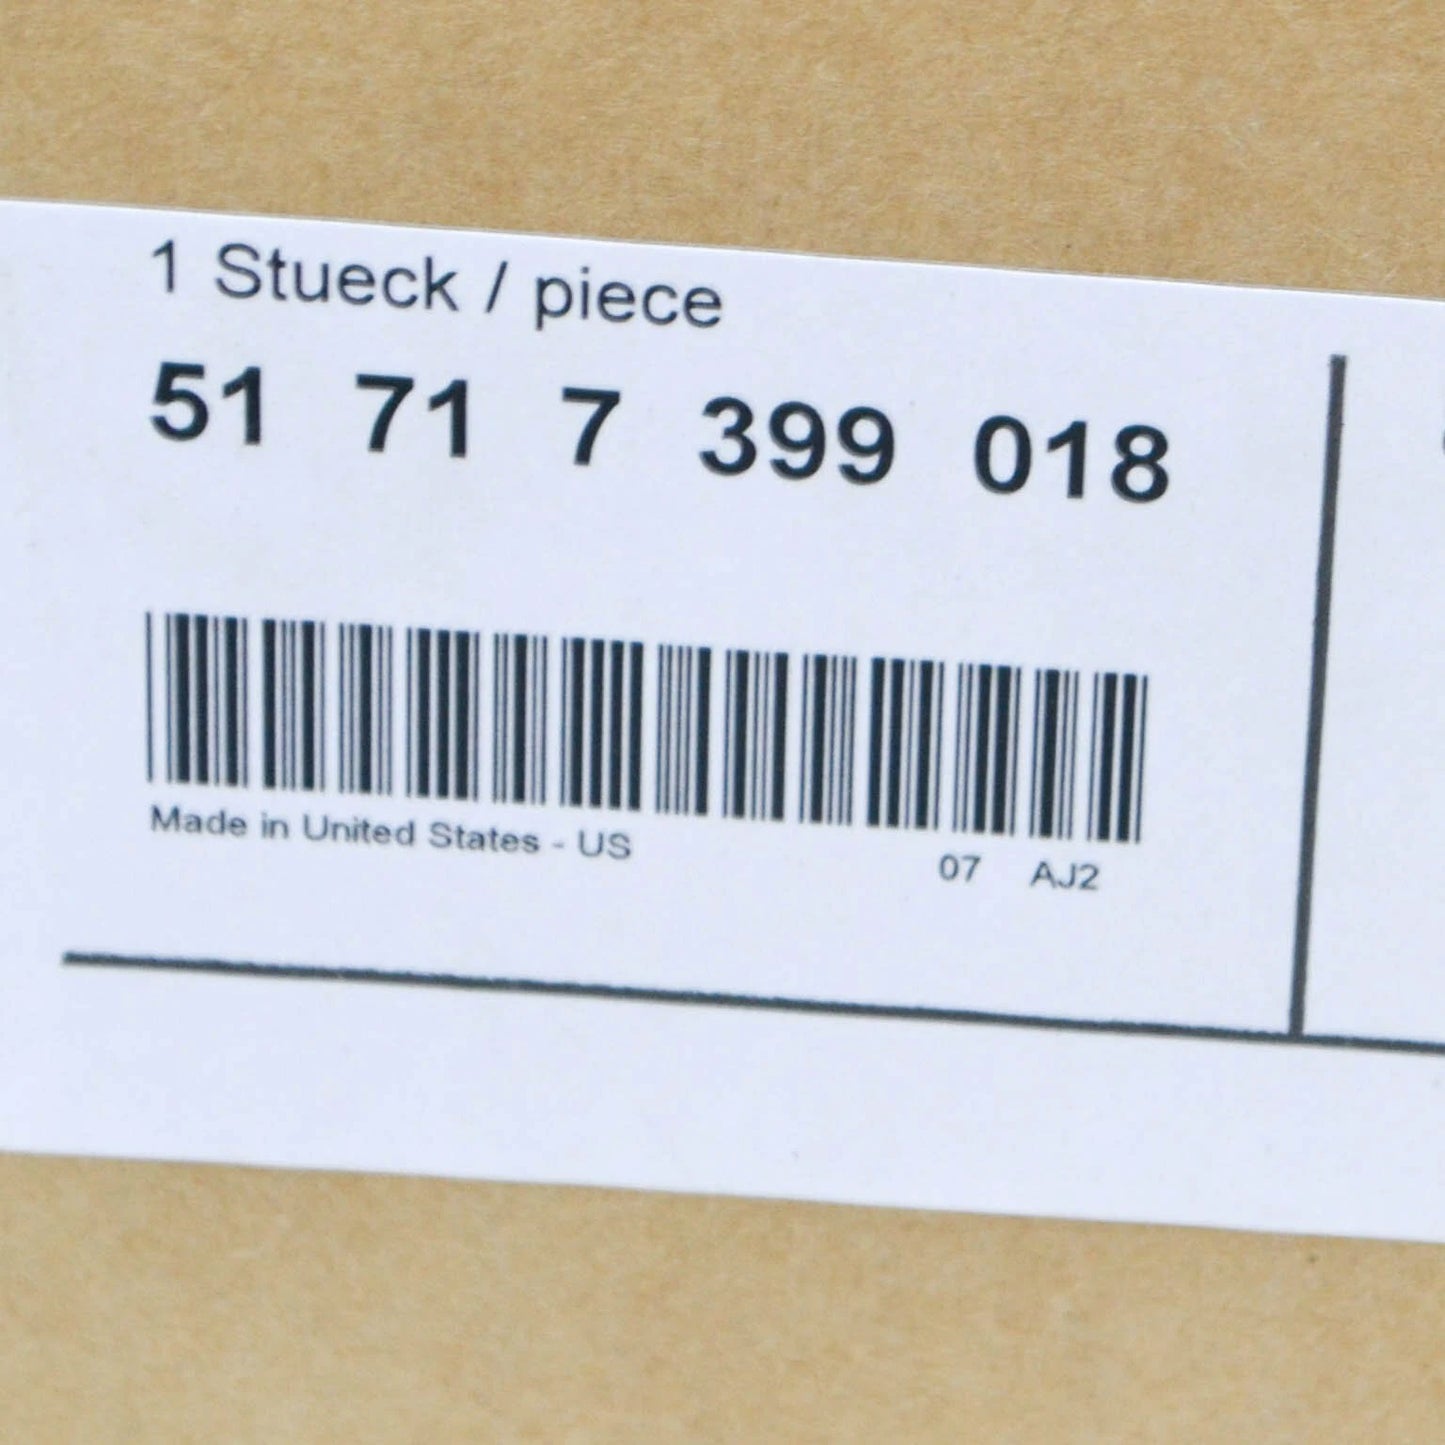 1 Stueck / piece
51 71 7 399 018
Made in United States - US 07 AJ2